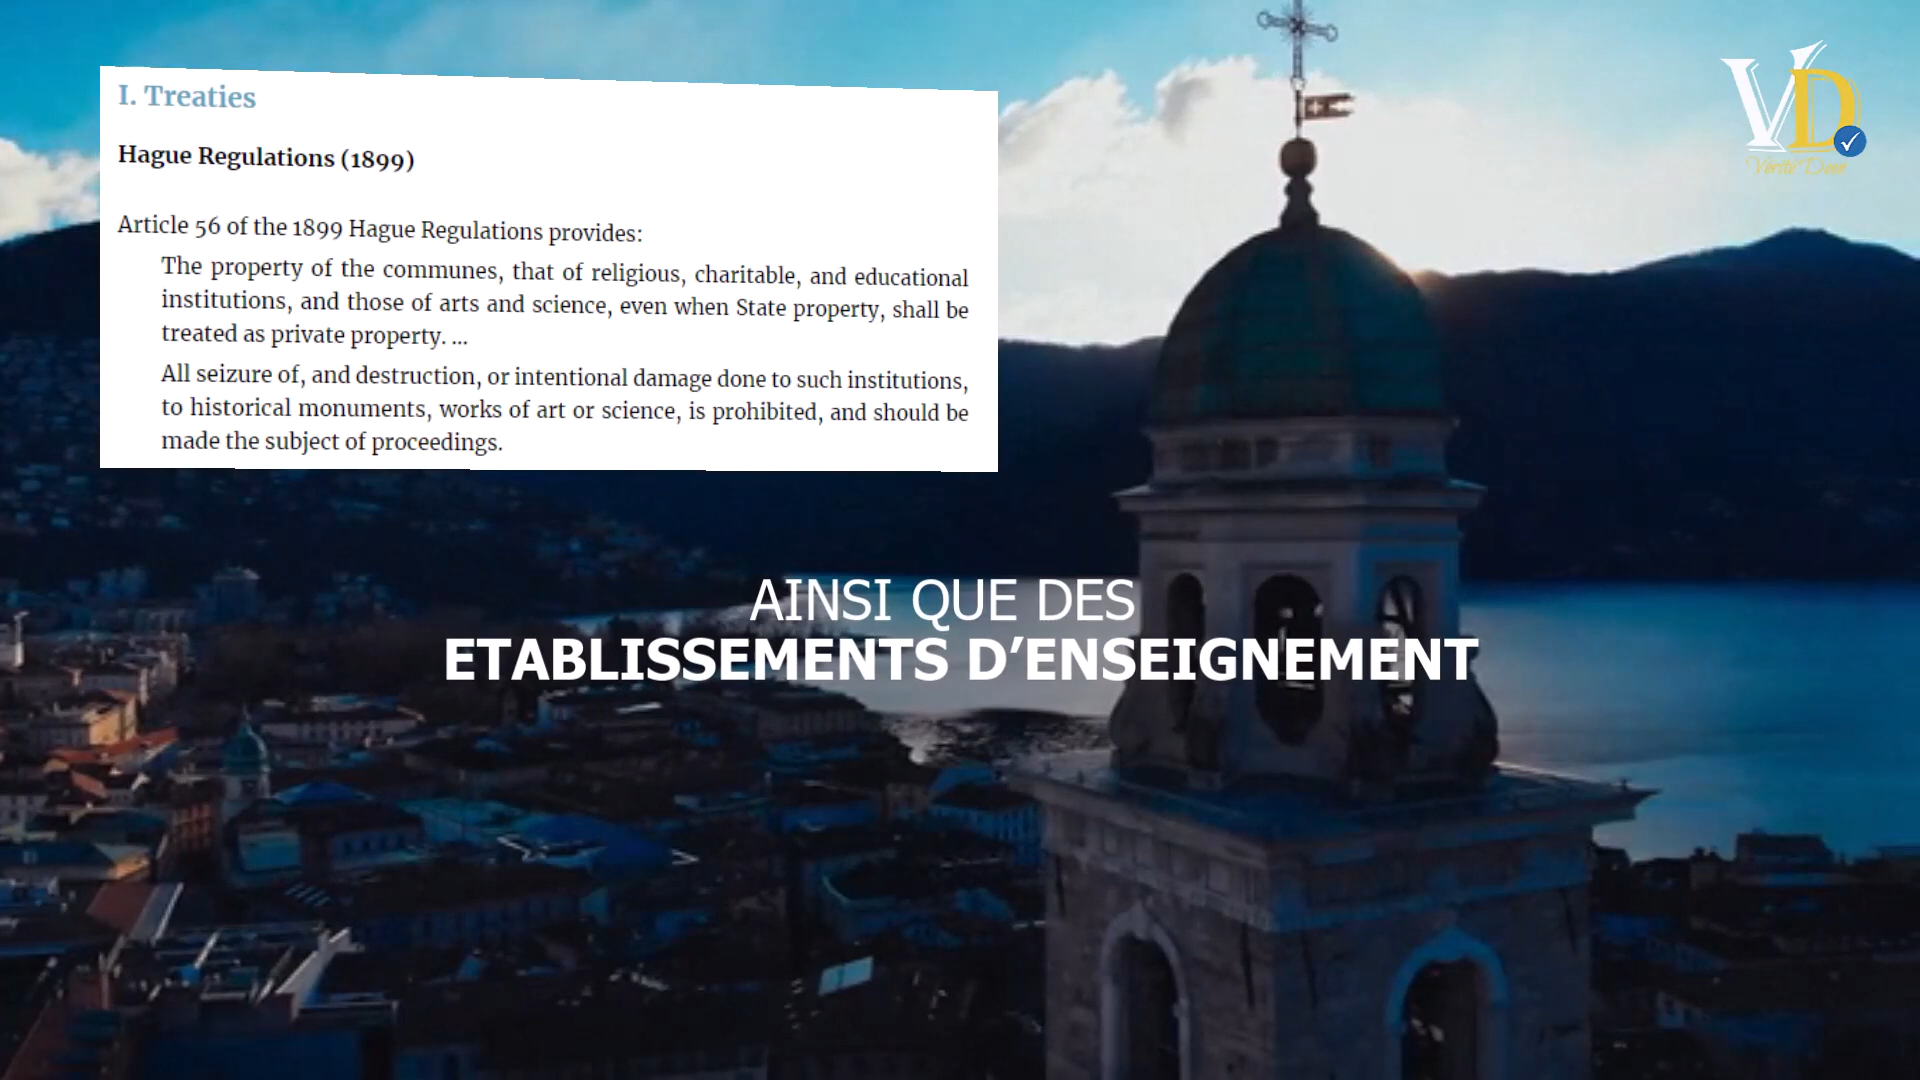 I. Treaties
Hague Regulations (1899)
Article 56 of the 1899 Hague Regulations provides:
The property of the communes, that of religious, charitable, and educational
institutions, and those of arts and science, even when State property, shall be
treated as private property. ...
All seizure of, and destruction, or intentional damage done to such institutions,
to historical monuments, works of art or science, is prohibited, and should be
made the subject of proceedings.
VD
AINSI QUE DES
ETABLISSEMENTS D’ENSEIGNEMENT